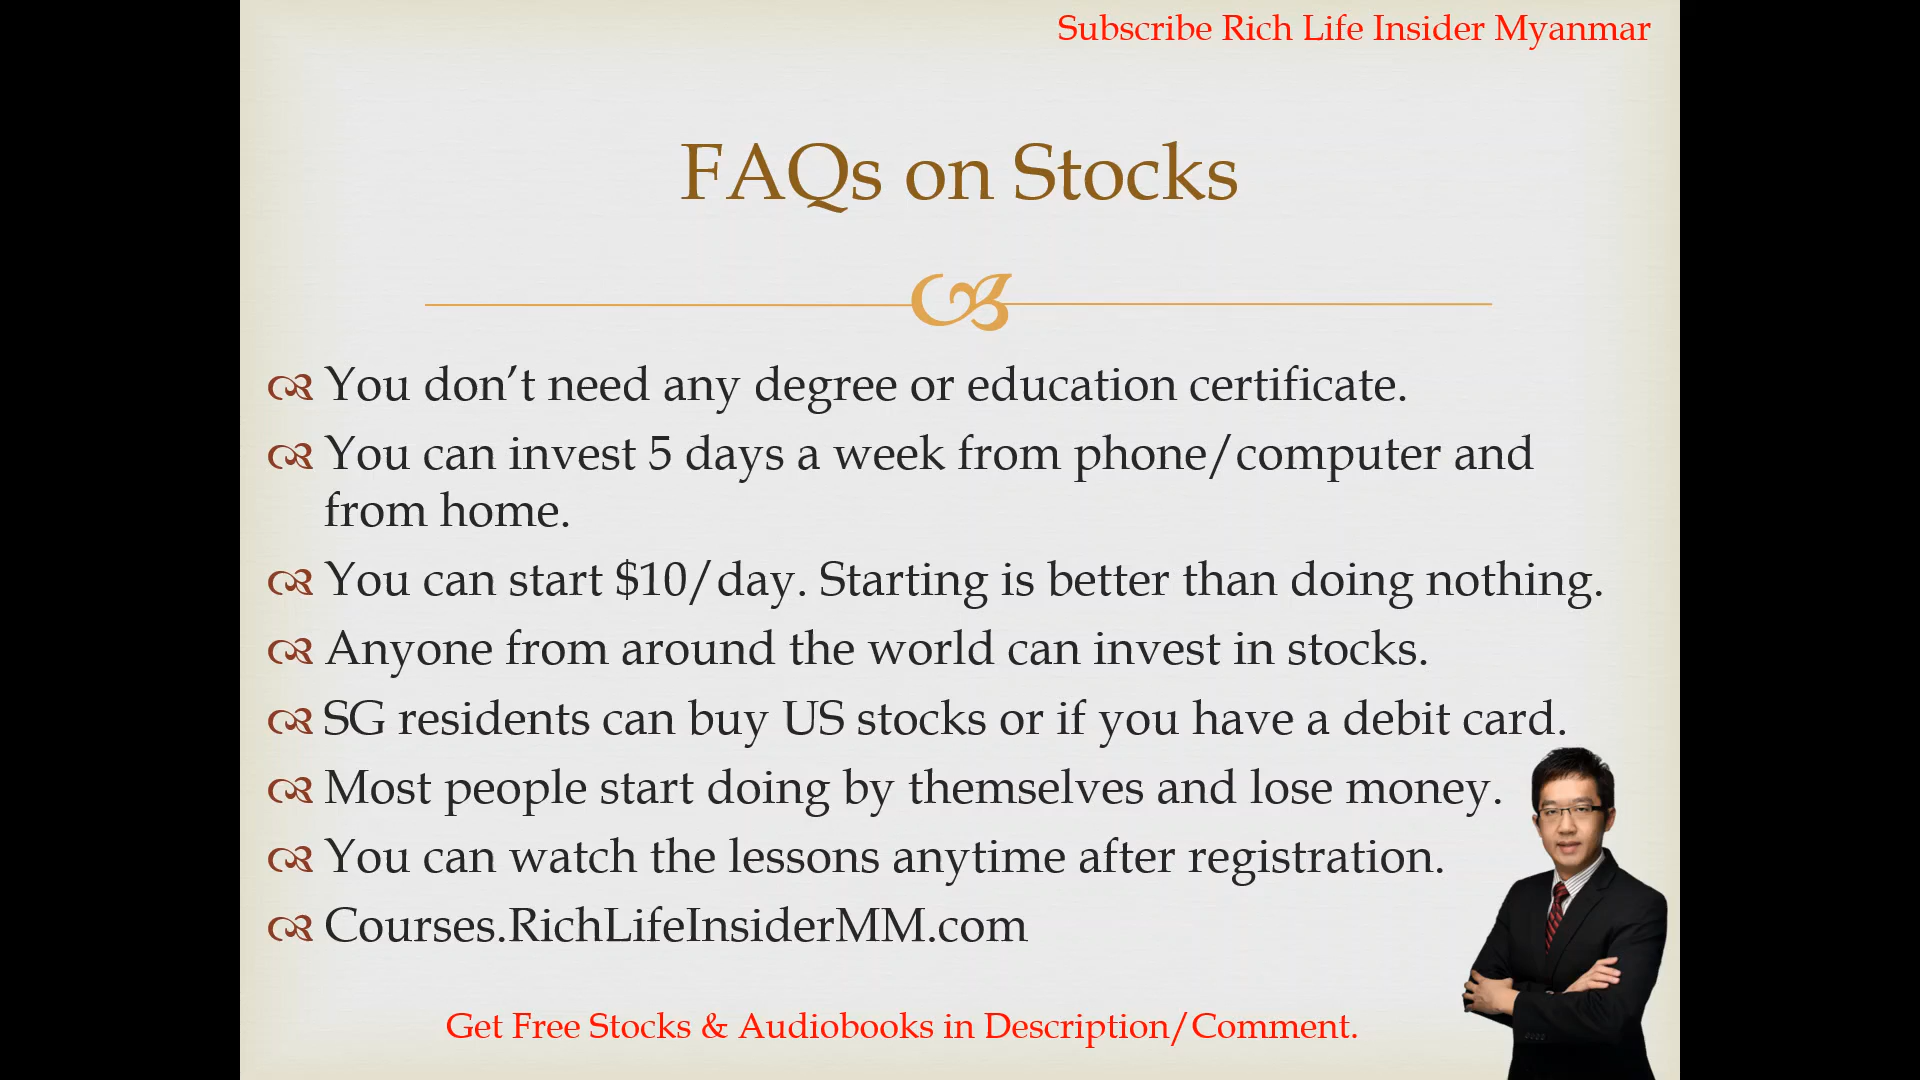 Subscribe Rich Life Insider Myanmar
FAQs on Stocks
You don’t need any degree or education certificate.
You can invest 5 days a week from phone/computer and
from home.
You can start $10/day. Starting is better than doing nothing.
Anyone from around the world can invest in stocks.
SG residents can buy US stocks or if you have a debit card.
Most people start doing by themselves and lose money.
You can watch the lessons anytime after registration.
Courses.RichLifeInsiderMM.com
Get Free Stocks & Audiobooks in Description/Comment.